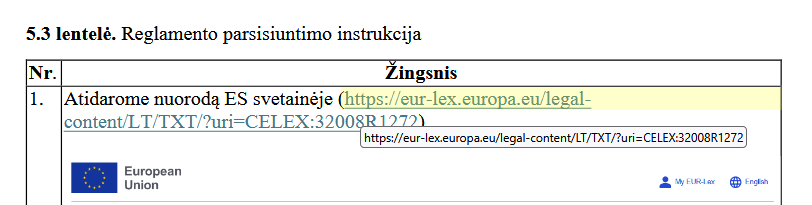 5.3 lentelė. Reglamento parsisiuntimo instrukcija
Nr. Žingsnis
1. Atidarome nuorodą ES svetainėje (https://eur-lex.europa.eu/legal-
content/LT/TXT/?uri=CELEX:32008R1272)
https://eur-lex.europa.eu/legal-content/LT/TXT/?uri=CELEX:32008R1272
European
Union
My EUR-Lex English